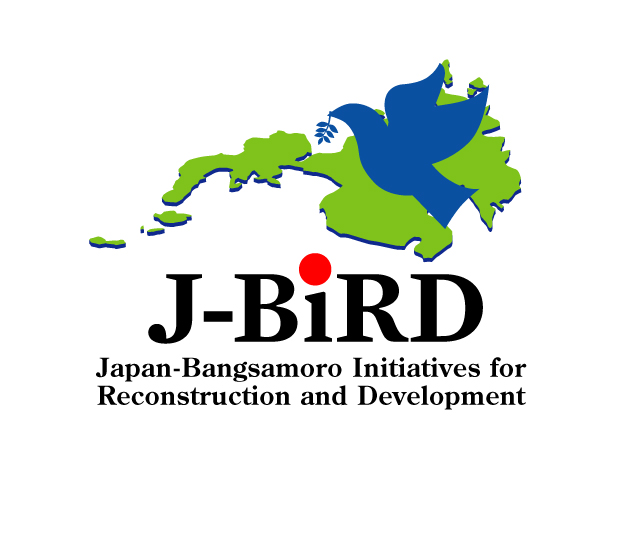 J-BiRD
Japan-Bangsamoro Initiatives for
Reconstruction and Development